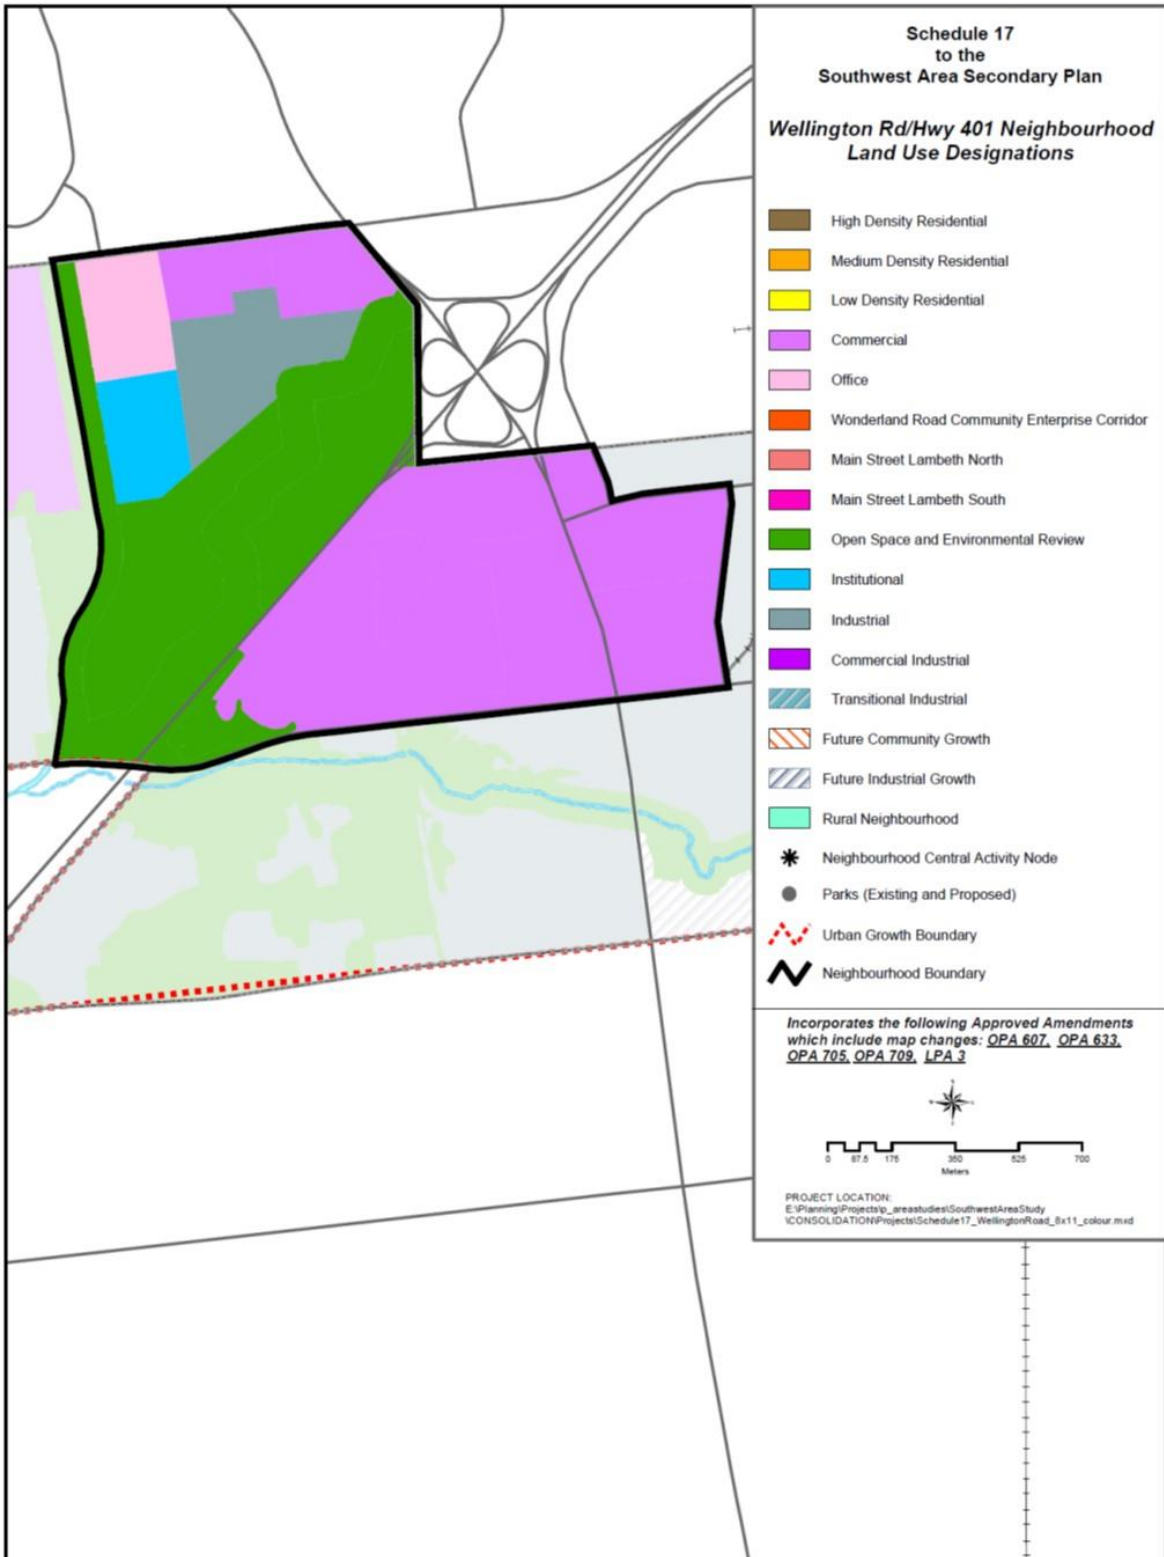 Schedule 17
to the
Southwest Area Secondary Plan
Wellington Rd/Hwy 401 Neighbourhood
Land Use Designations
High Density Residential
Medium Density Residential
Low Density Residential
Commercial
Office
Wonderland Road Community Enterprise Corridor
Main Street Lambeth North
Main Street Lambeth South
Open Space and Environmental Review
Institutional
Industrial
Commercial Industrial
Transitional Industrial
Future Community Growth
Future Industrial Growth
Rural Neighbourhood
Neighbourhood Central Activity Node
Parks (Existing and Proposed)
Urban Growth Boundary
Neighbourhood Boundary
Incorporates the following Approved Amendments
which include map changes: OPA 607, OPA 633,
OPA 705, OPA 709, LPA 3
0 87.5 175 350 525 700
Meters
PROJECT LOCATION:
E:\Planning\Projects\p_areastudies\SouthwestAreaStudy
\CONSOLIDATION\Projects\Schedule17_WellingtonRoad_8x11_colour.mxd